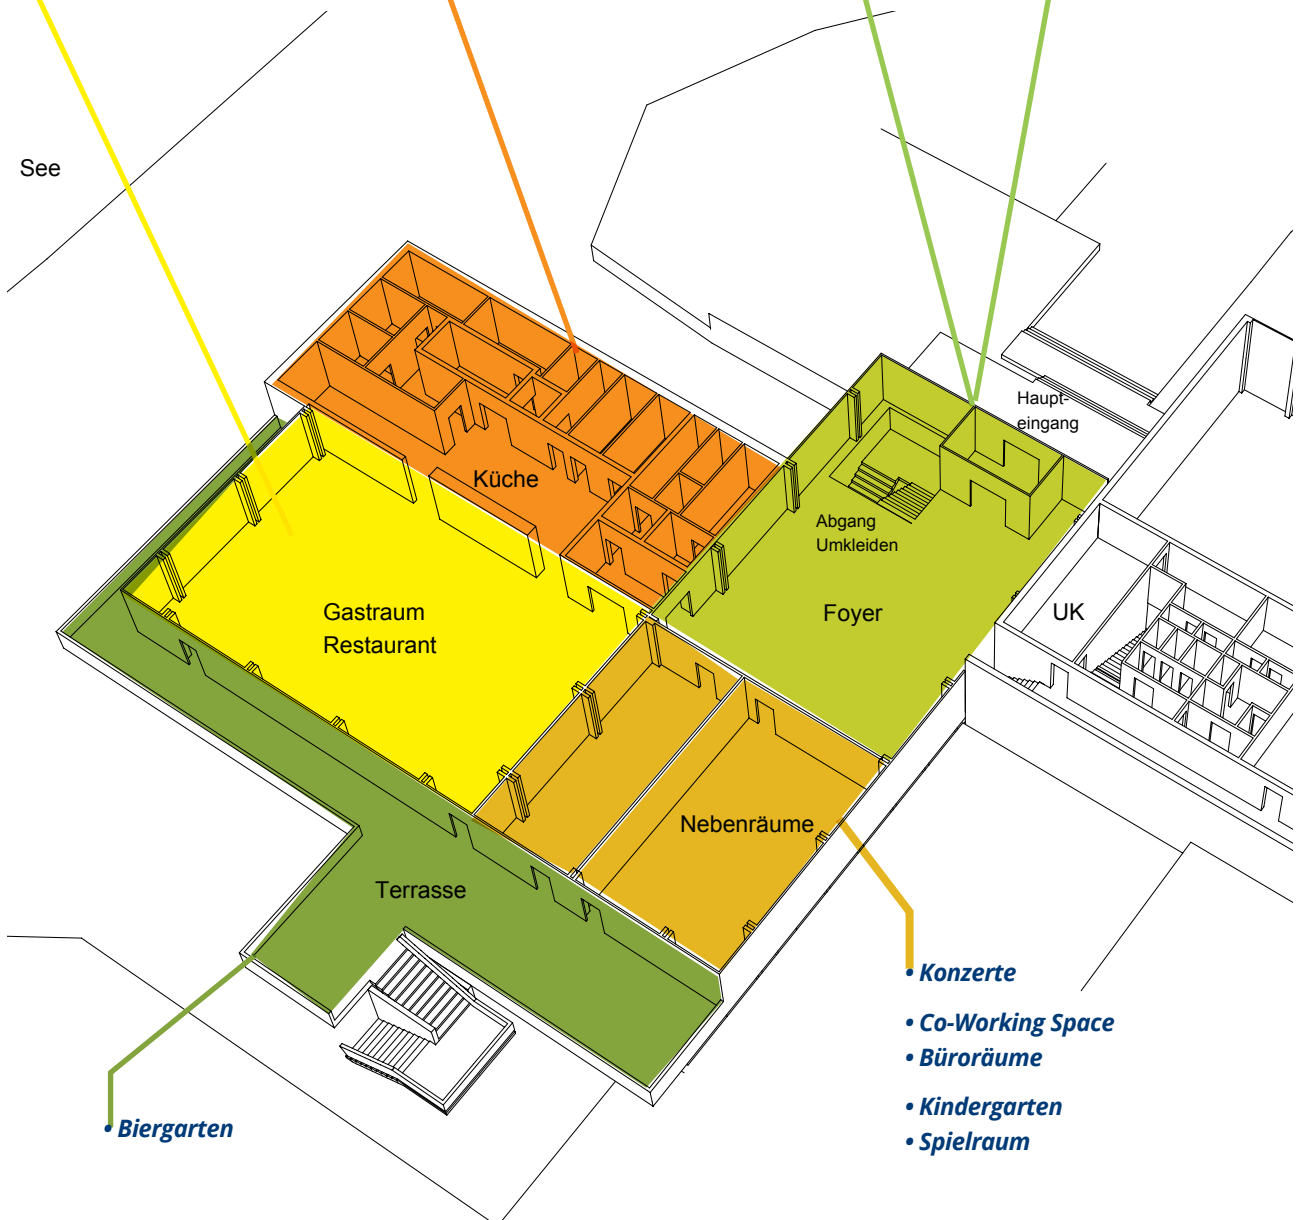 See
Haupt-
eingang
Küche
Abgang
Umkleiden
Gastraum
Restaurant
Foyer
UK
Nebenräume
Terrasse
• Konzerte
• Co-Working Space
• Büroräume
• Kindergarten
• Spielraum
• Biergarten